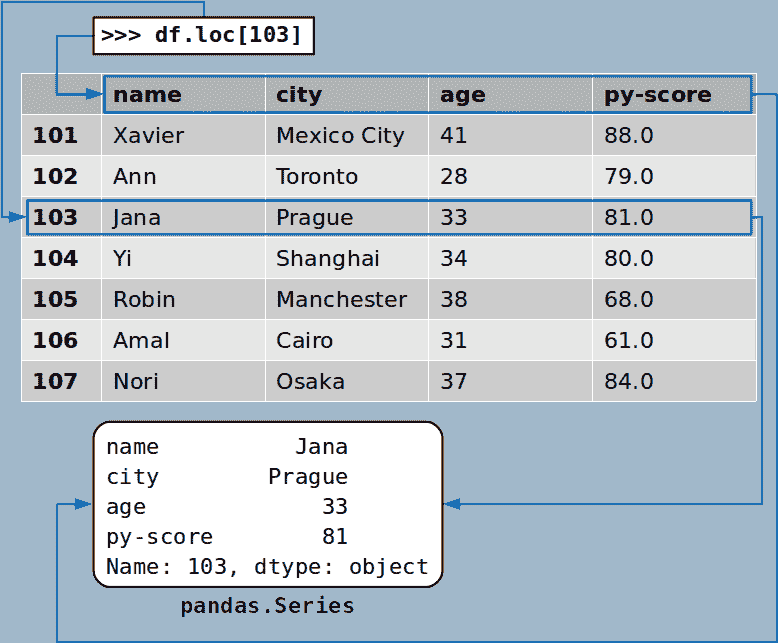 >>> df.loc[103]
name city age py-score
101 Xavier Mexico City 41 88.0
102 Ann Toronto 28 79.0
103 Jana Prague 33 81.0
104 Yi Shanghai 34 80.0
105 Robin Manchester 38 68.0
106 Amal Cairo 31 61.0
107 Nori Osaka 37 84.0
name Jana
city Prague
age 33
py-score 81
Name: 103, dtype: object
pandas.Series